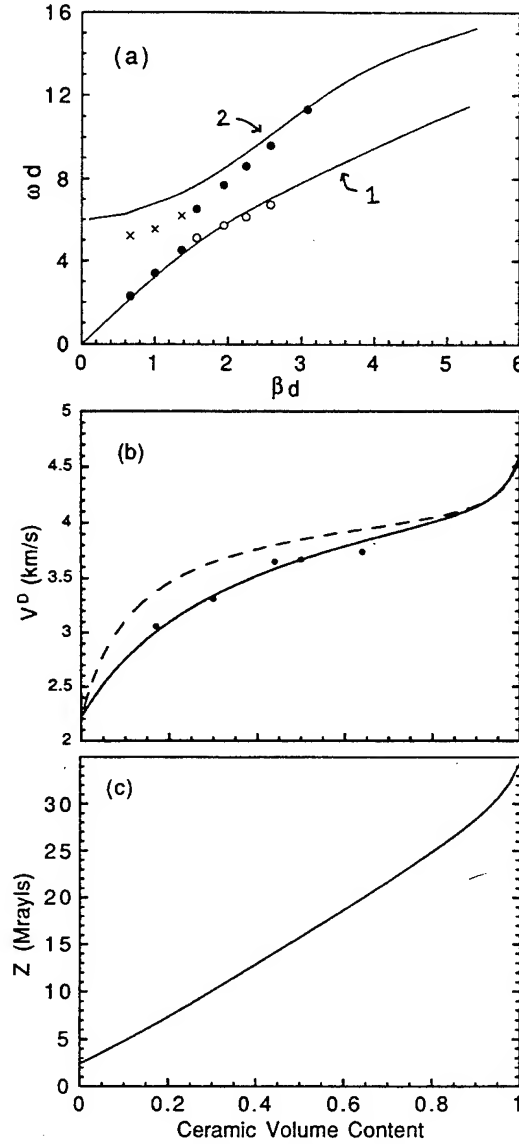 16
(a)
12
2
ωd
8
1
4
0
0 1 2 3 4 5 6
βd
5
(b)
4.5
4
V^D (km/s)
3.5
3
2.5
2
(c)
30
25
Z (Mrayls)
20
15
10
5
0
0 0.2 0.4 0.6 0.8 1
Ceramic Volume Content